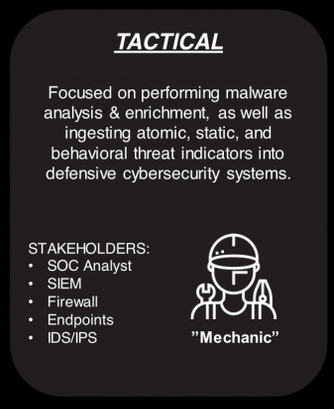 TACTICAL
Focused on performing malware
analysis & enrichment, as well as
ingesting atomic, static, and
behavioral threat indicators into
defensive cybersecurity systems.
STAKEHOLDERS:
• SOC Analyst
• SIEM
• Firewall
• Endpoints
• IDS/IPS
”Mechanic”